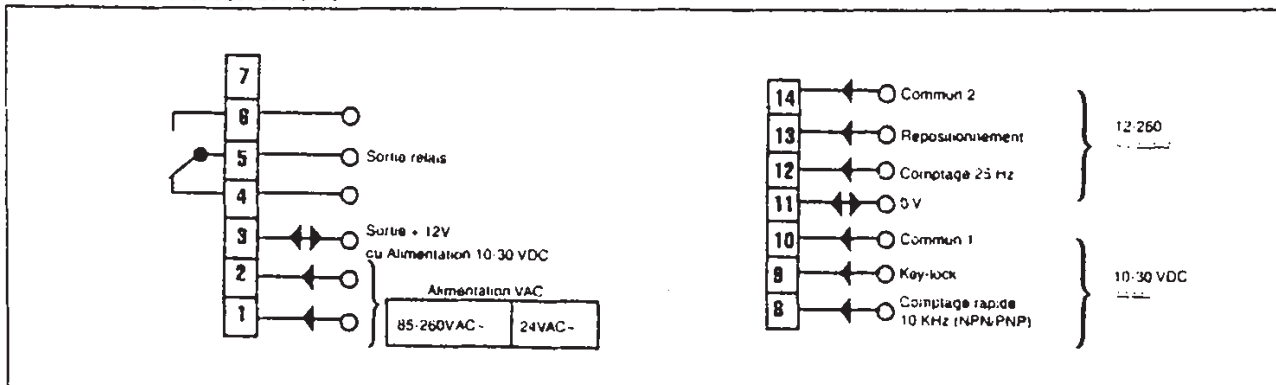 7
6
5
Sortie relais
4
3
Sortie + 12V
ou Alimentation 10-30 VDC
2
Alimentation VAC
1
85-260VAC~
24VAC~
14
Commun 2
13
Repositionnement
12-260
12
Comptage 25 Hz
11
0 V
10
Commun 1
9
Key-lock
10-30 VDC
8
Comptage rapide
10 KHz (NPN/PNP)